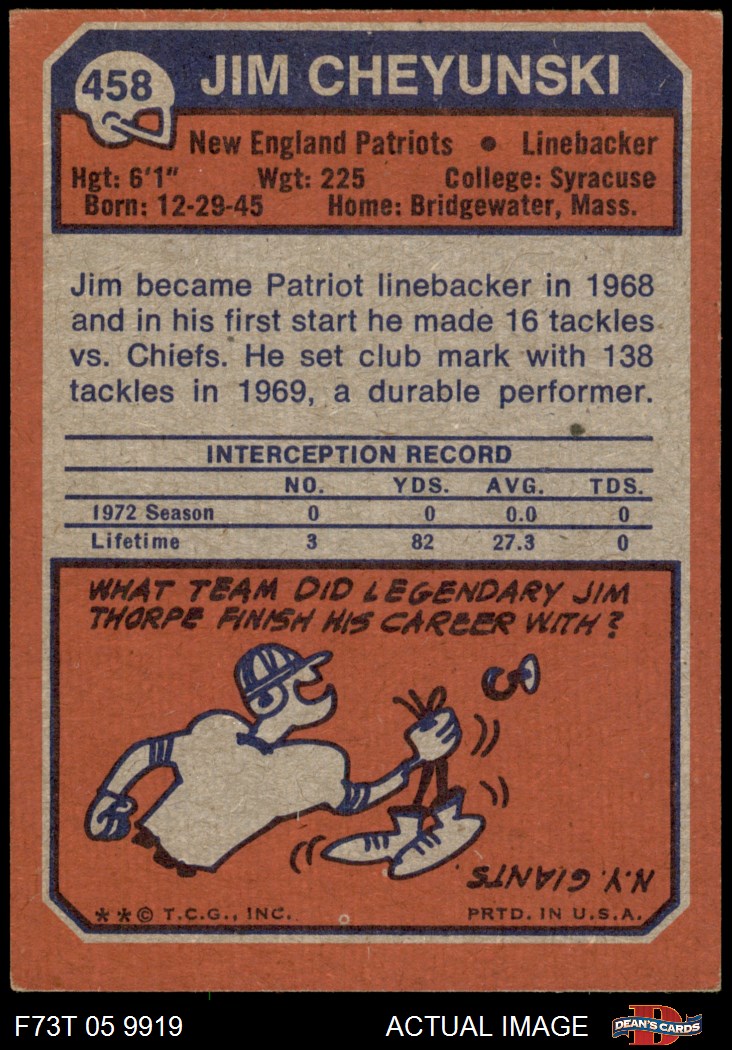 458
JIM CHEYUNSKI
New England Patriots • Linebacker
Hgt: 6'1" Wgt: 225 College: Syracuse
Born: 12-29-45 Home: Bridgewater, Mass.
Jim became Patriot linebacker in 1968
and in his first start he made 16 tackles
vs. Chiefs. He set club mark with 138
tackles in 1969, a durable performer.
INTERCEPTION RECORD
NO. YDS. AVG. TDS.
1972 Season 0 0 0.0 0
Lifetime 3 82 27.3 0
WHAT TEAM DID LEGENDARY JIM
THORPE FINISH HIS CAREER WITH?
N.Y. GIANTS.
**© T.C.G., INC. PRTD. IN U.S.A.
F73T 05 9919 ACTUAL IMAGE
D
DEAN'S CARDS